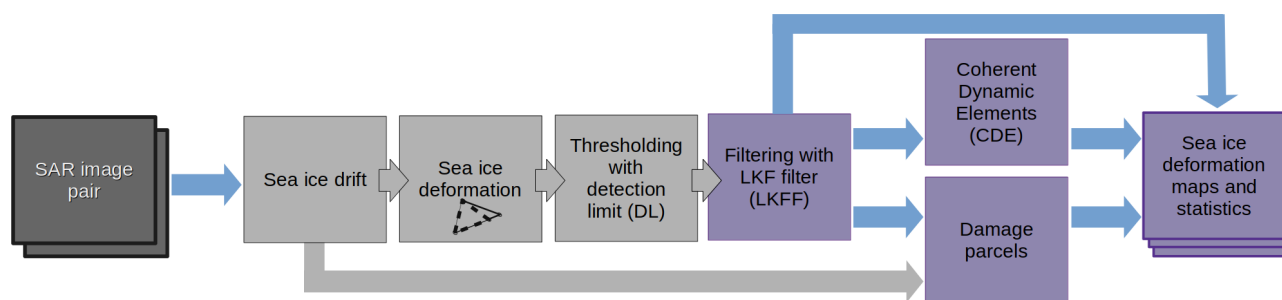 SAR image
pair
Sea ice drift
Sea ice
deformation
Thresholding
with
detection
limit (DL)
Filtering with
LKF filter
(LKFF)
Coherent
Dynamic
Elements
(CDE)
Damage
parcels
Sea ice
deformation
maps and
statistics